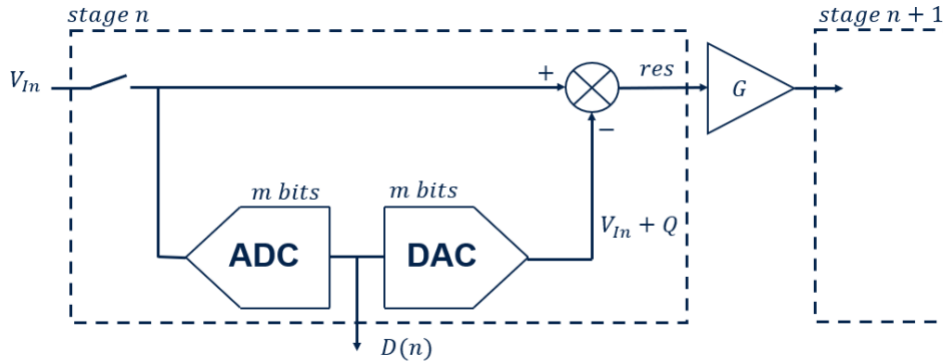 stage n
stage n + 1
V_In
+
res
G
−
m bits
m bits
ADC
DAC
V_In + Q
D(n)